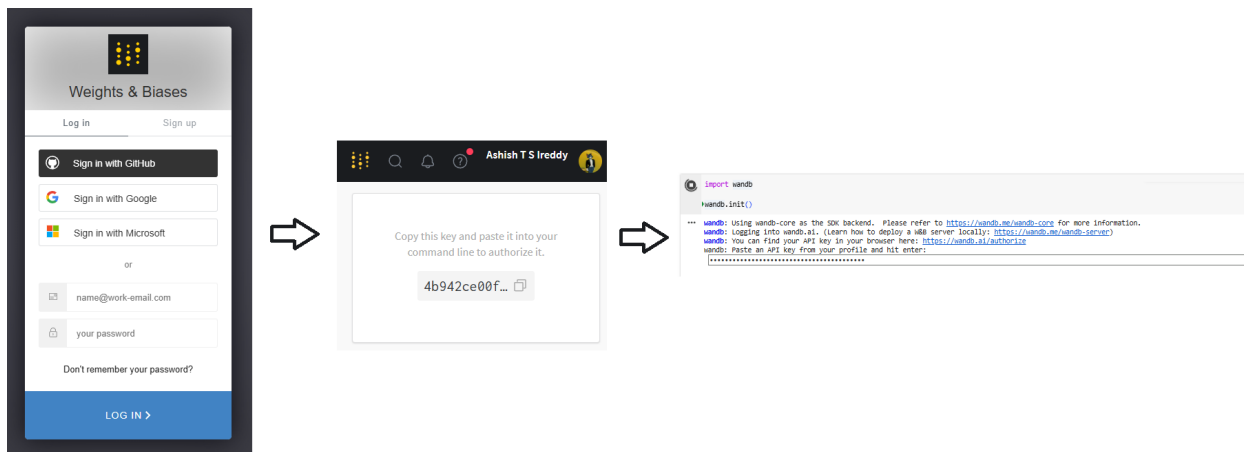 Weights & Biases
Log in
Sign up
Sign in with GitHub
Sign in with Google
Sign in with Microsoft
or
name@work-email.com
your password
Don't remember your password?
LOG IN
Ashish T S Ireddy
Copy this key and paste it into your
command line to authorize it.
4b942ce00f…
import wandb
wandb.init()
wandb: Using wandb-core as the SDK backend. Please refer to https://wandb.me/wandb-core for more information.
wandb: Logging into wandb.ai. (Learn how to deploy a W&B server locally: https://wandb.me/wandb-server)
wandb: You can find your API key in your browser here: https://wandb.ai/authorize
wandb: Paste an API key from your profile and hit enter: